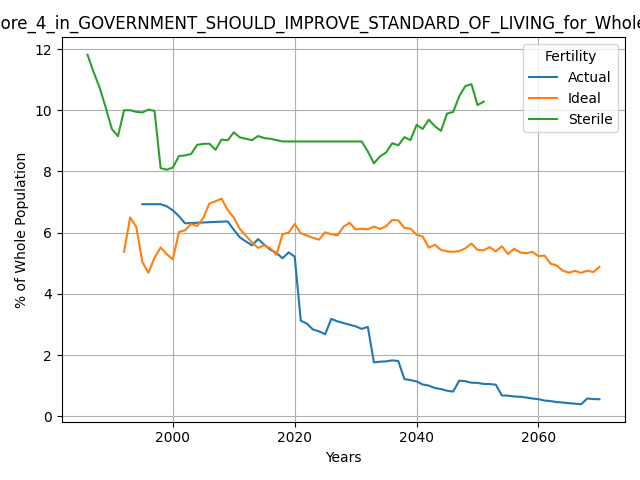 ore_4_in_GOVERNMENT_SHOULD_IMPROVE_STANDARD_OF_LIVING_for_Whole
Fertility
Actual
Ideal
Sterile
% of Whole Population
12
10
8
6
4
2
0
2000 2020 2040 2060
Years